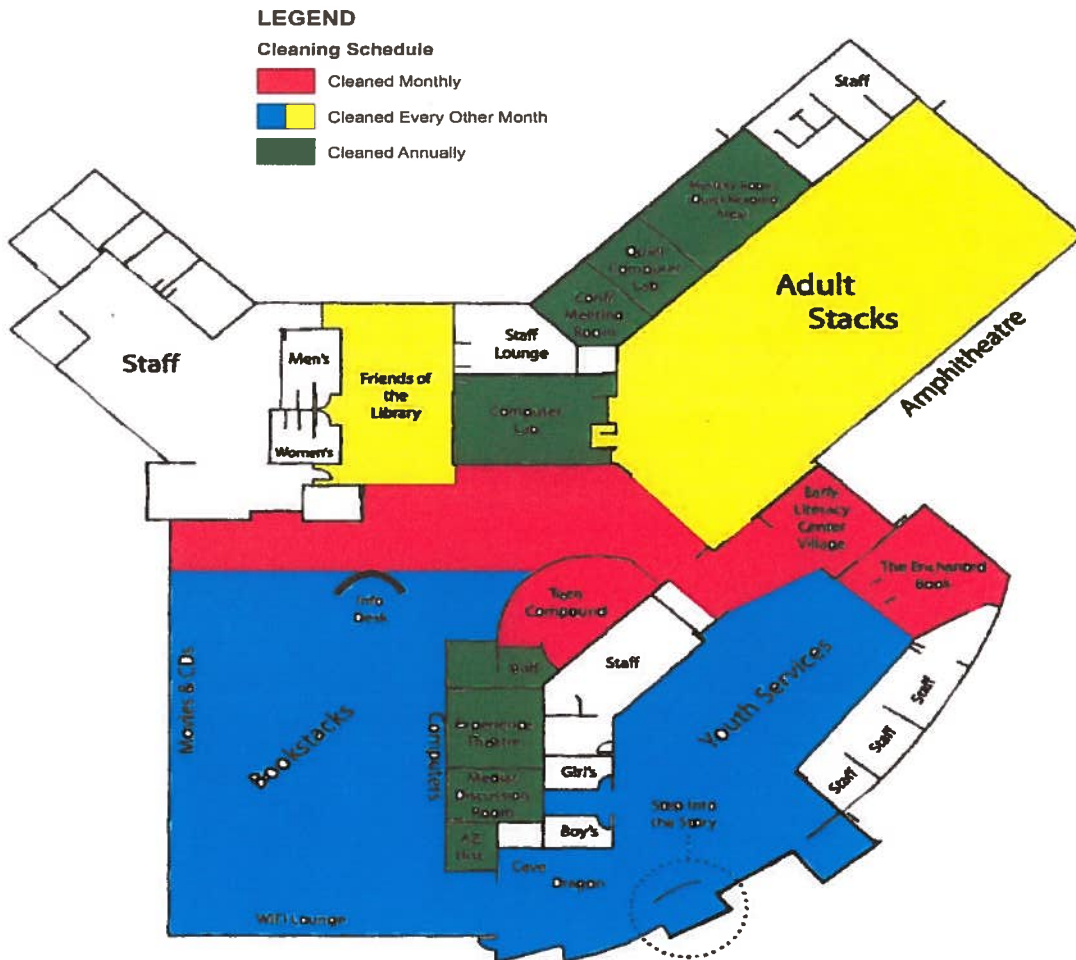 LEGEND
Cleaning Schedule
Cleaned Monthly
Cleaned Every Other Month
Cleaned Annually
Staff
Quiet
Computer
Lab
Conf/
Meeting
Room
Adult
Stacks
Amphitheatre
Staff
Men's
Women's
Friends of
the
Library
Staff
Lounge
Computer
Lab
Early
Literacy
Center
Village
The Enchanted
Book
Teen
Compound
Info
Desk
Staff
Movies & CDs
Bookstacks
Computers
Experience
Theatre
Media/
Discussion
Room
AZ
Girl's
Boy's
Youth Services
Staff
Staff
Staff
Step Into
the Story
Cave
Dragon
WiFi Lounge